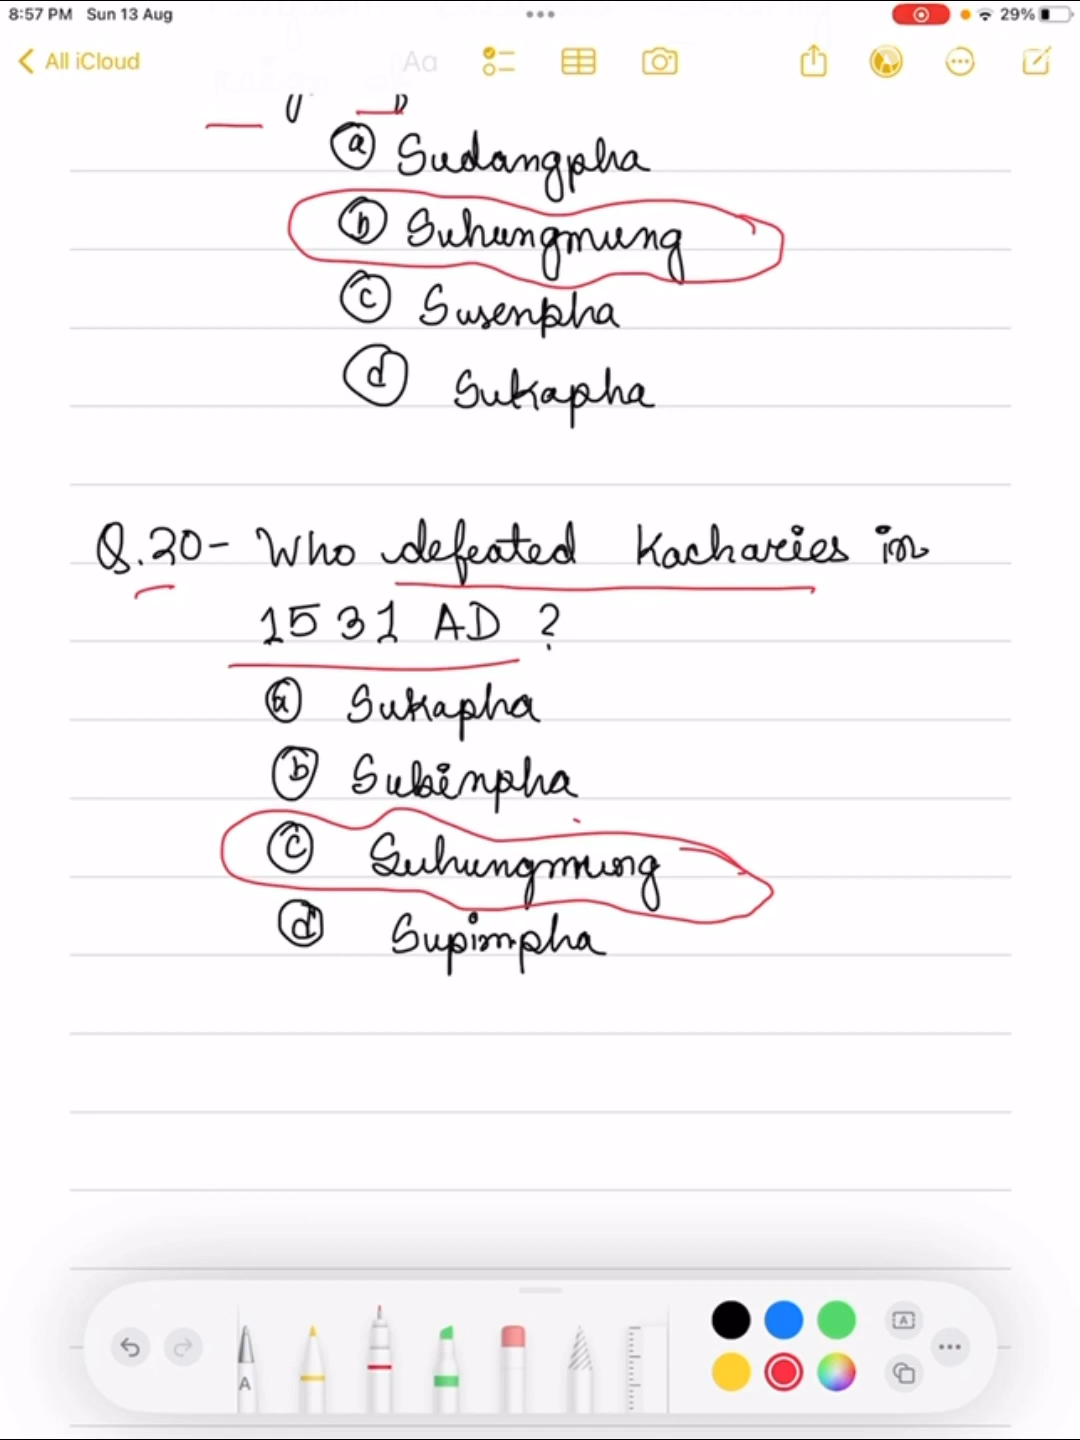 8:57 PM Sun 13 Aug
29%
All iCloud
Aa
a Sudangpha
b Suhungmung
c Susenpha
d Sukapha
Q.20- Who defeated Kacharies in
1531 AD ?
a Sukapha
b Subinpha
c Suhungmung
d Supimpha
A
A